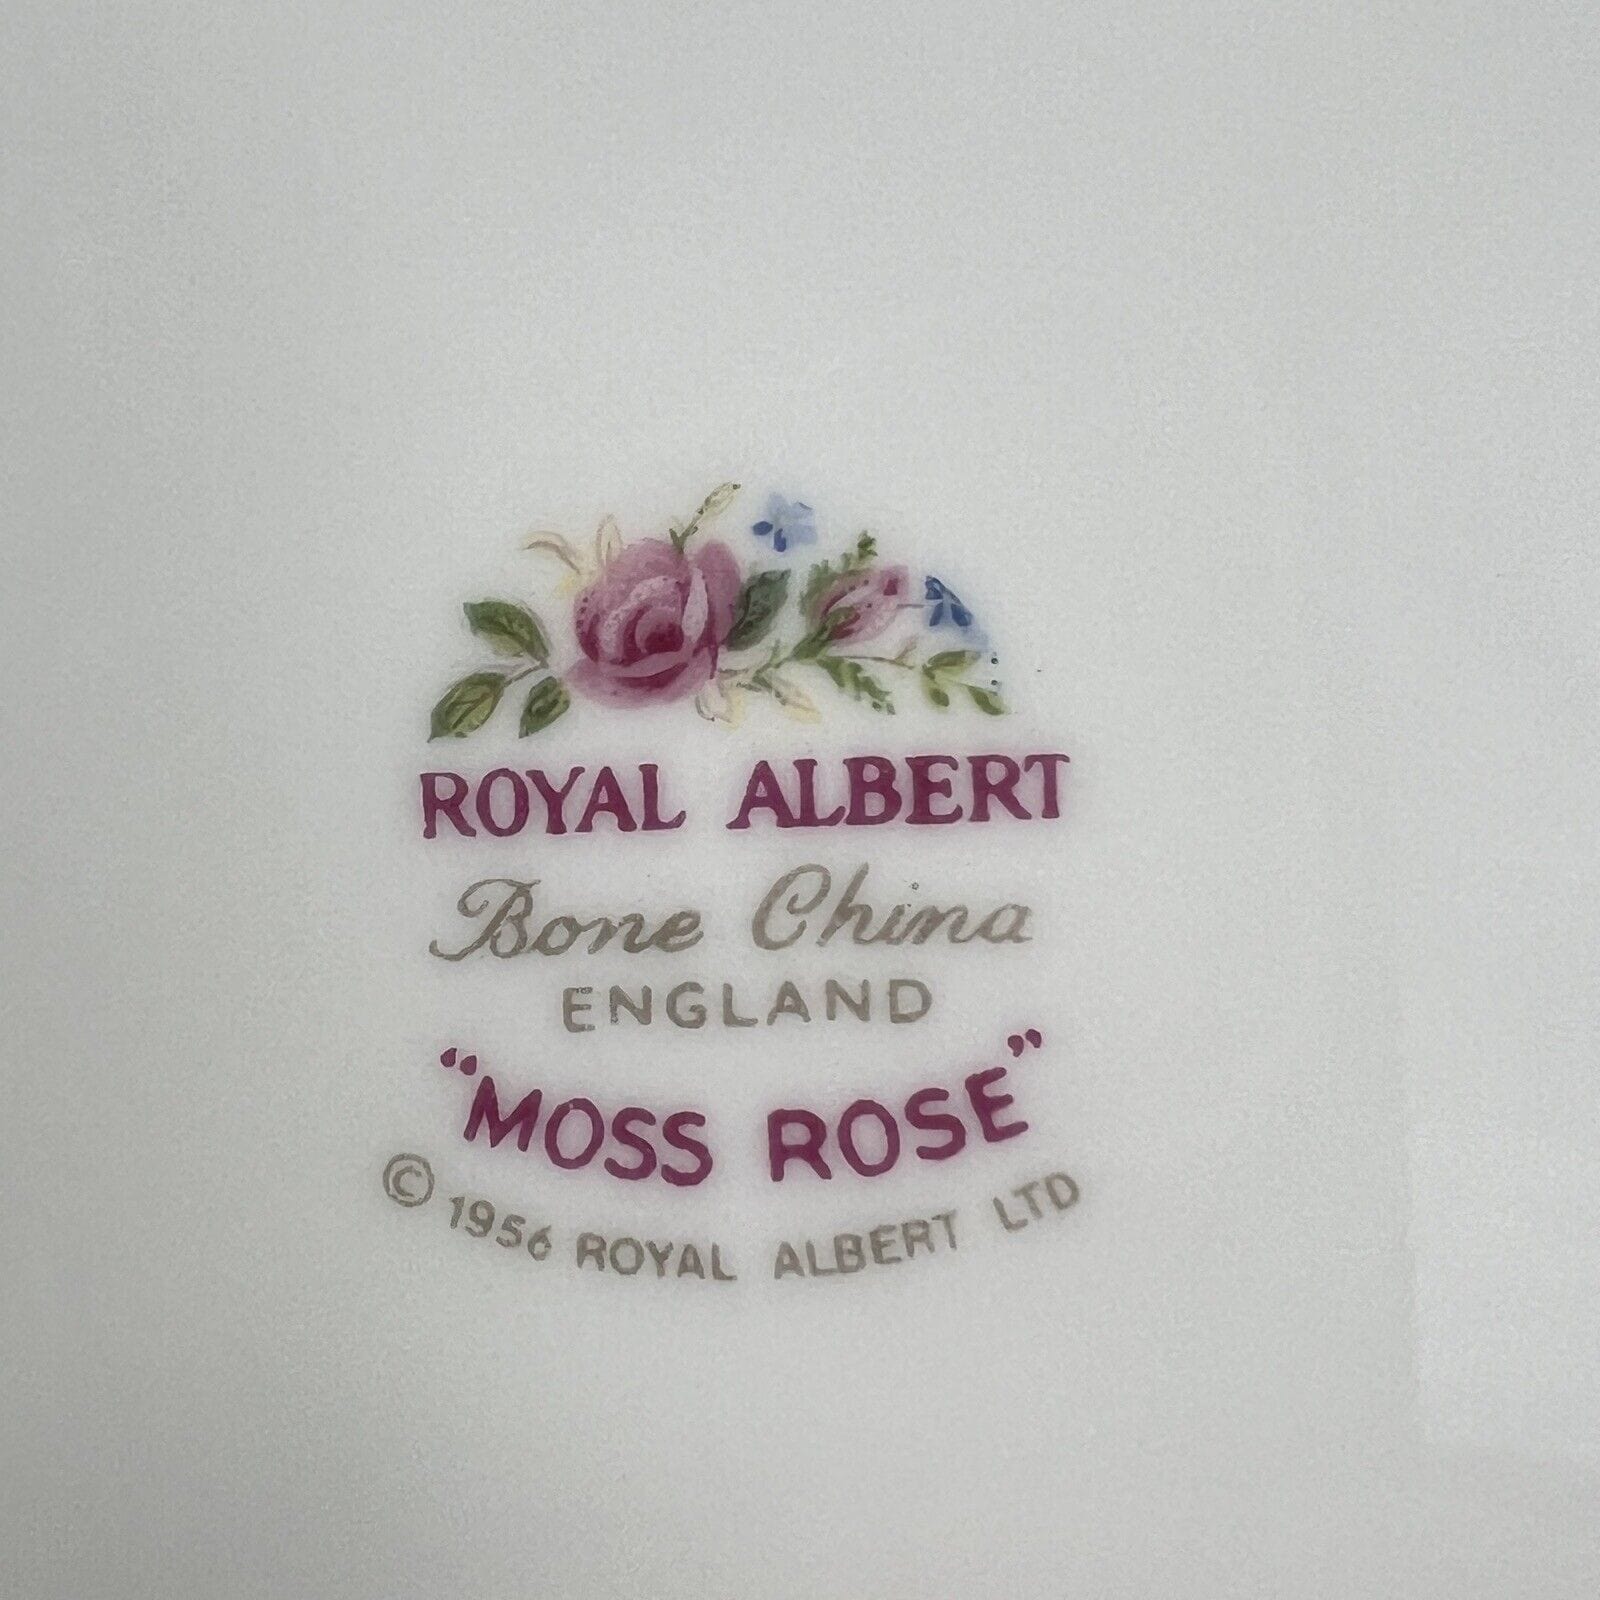 ROYAL ALBERT
Bone China
ENGLAND
"MOSS ROSE"
© 1956 ROYAL ALBERT LTD